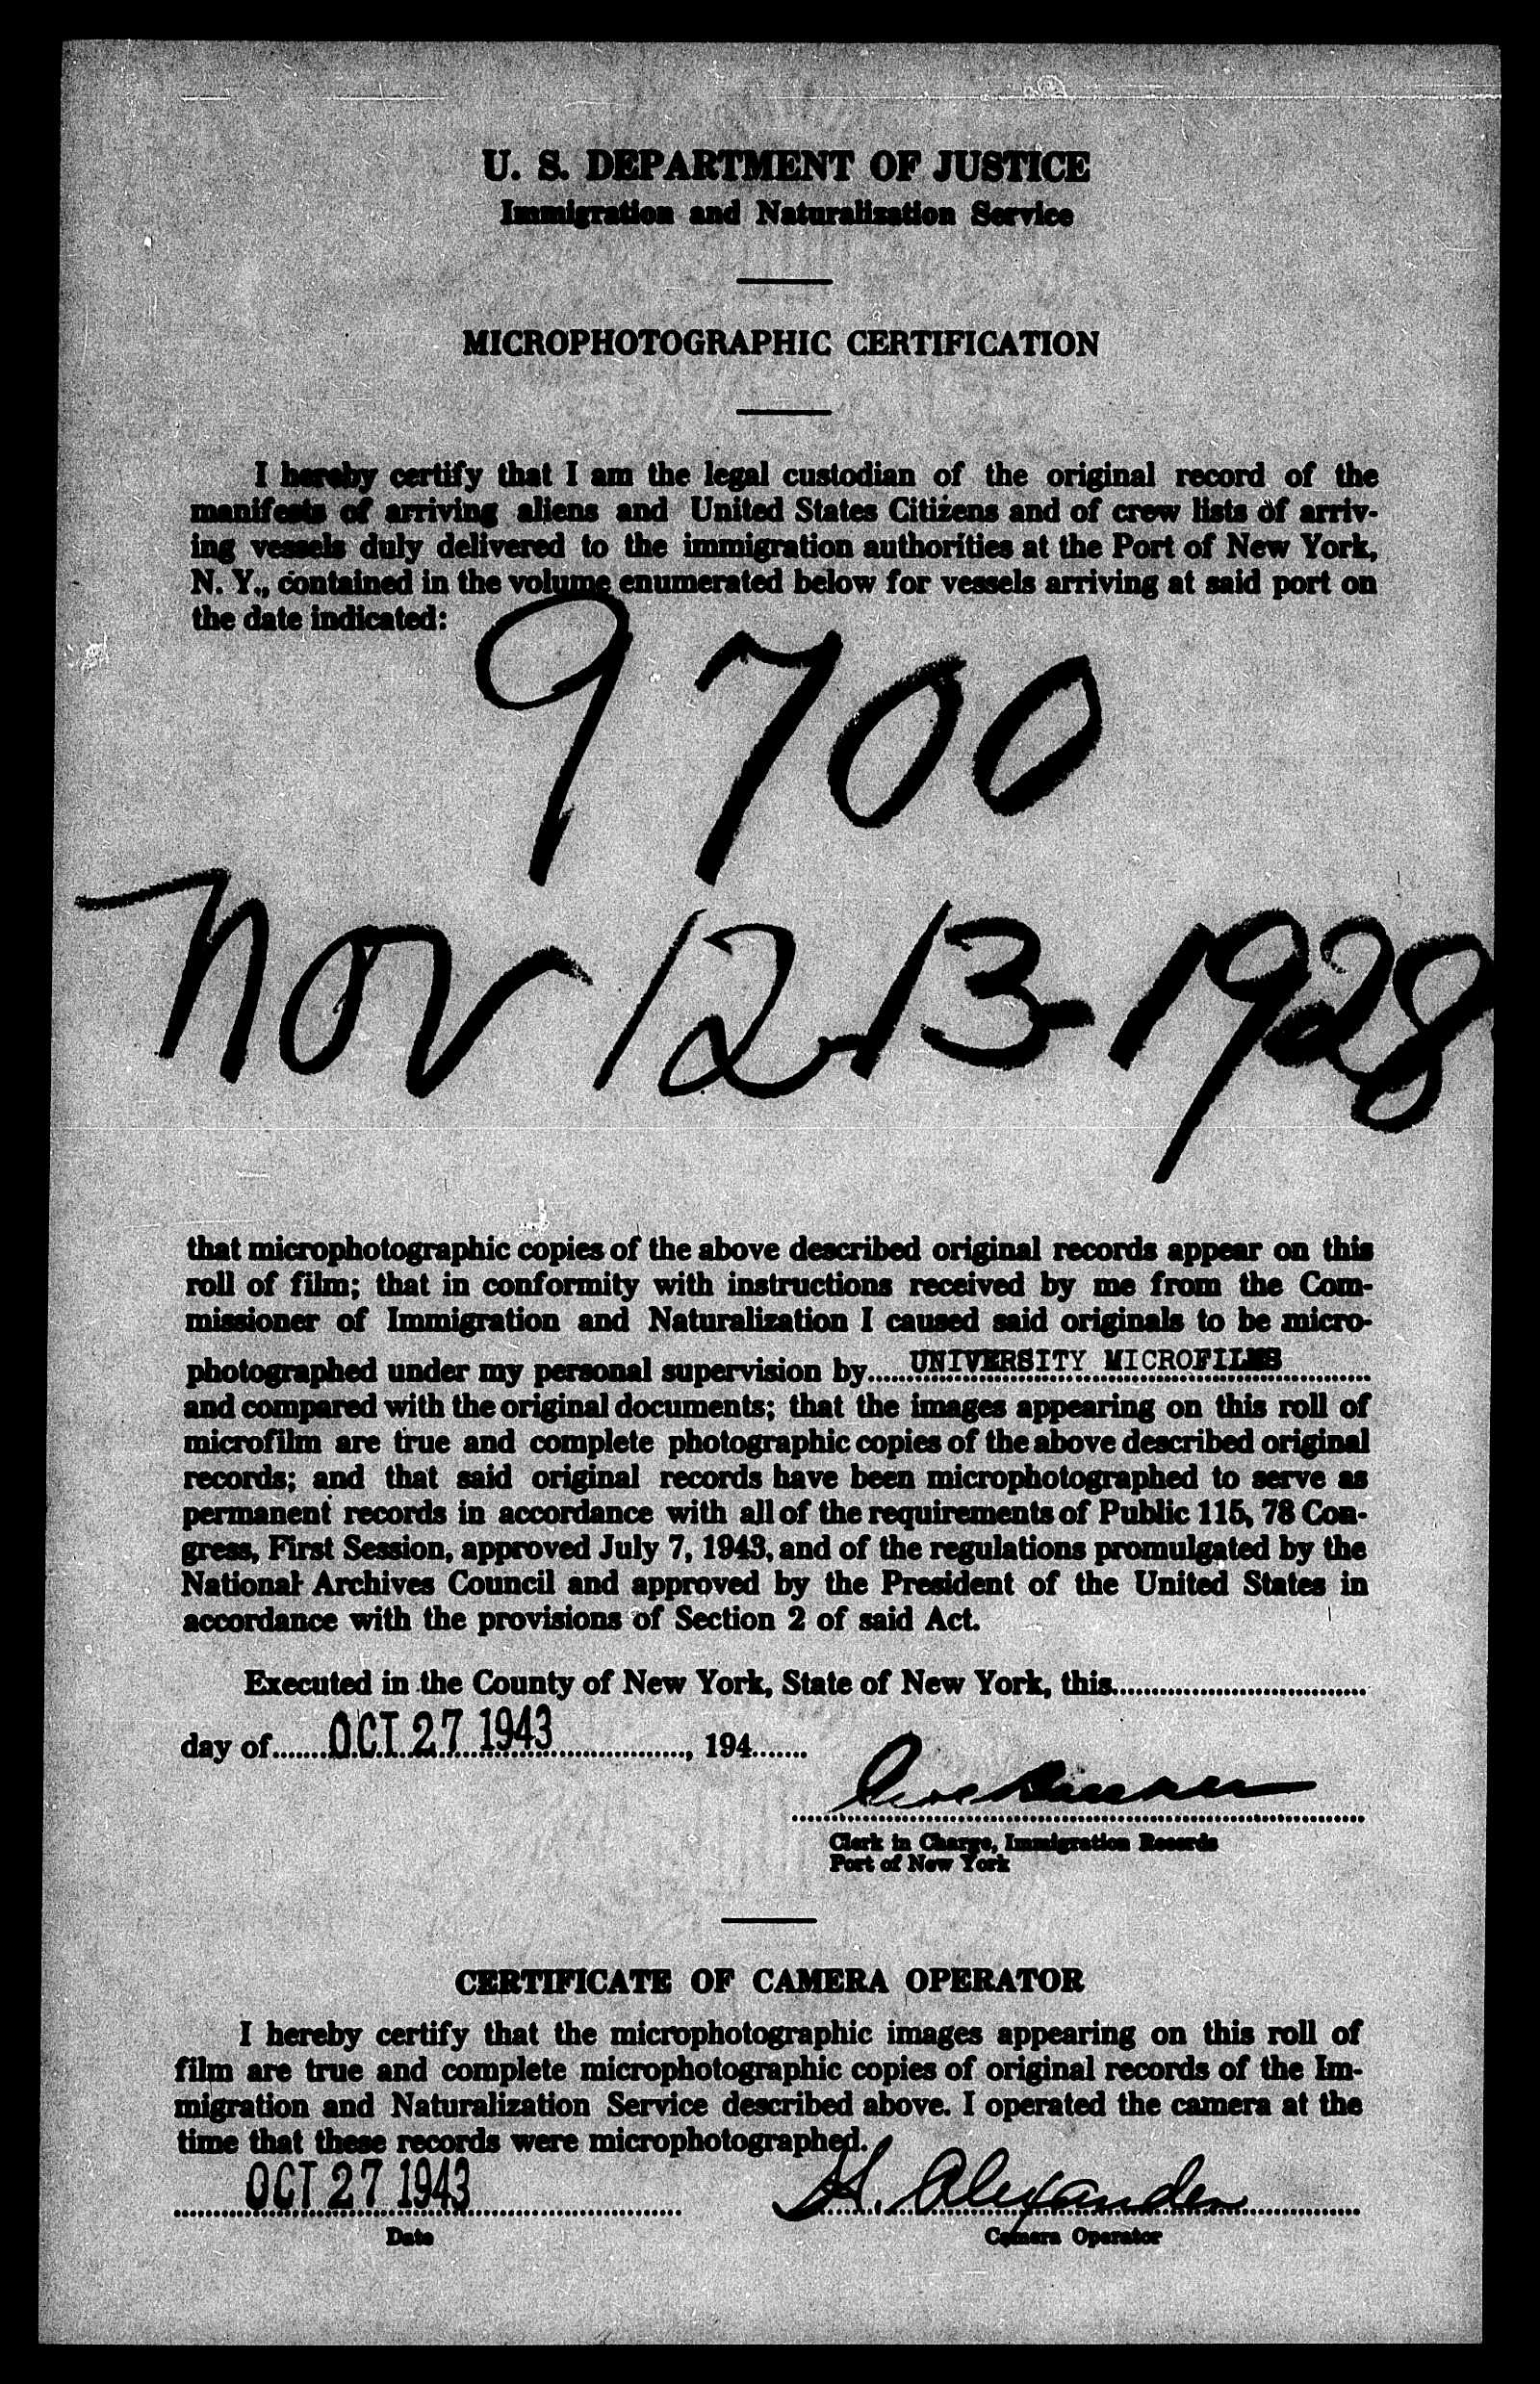 U. S. DEPARTMENT OF JUSTICE
Immigration and Naturalization Service
MICROPHOTOGRAPHIC CERTIFICATION
I hereby certify that I am the legal custodian of the original record of the
manifests of arriving aliens and United States Citizens and of crew lists of arriv-
ing vessels duly delivered to the immigration authorities at the Port of New York,
N. Y., contained in the volume enumerated below for vessels arriving at said port on
the date indicated:
9700
Nov 12-13-1928
that microphotographic copies of the above described original records appear on this
roll of film; that in conformity with instructions received by me from the Com-
missioner of Immigration and Naturalization I caused said originals to be micro-
photographed under my personal supervision by UNIVERSITY MICROFILMS
and compared with the original documents; that the images appearing on this roll of
microfilm are true and complete photographic copies of the above described original
records; and that said original records have been microphotographed to serve as
permanent records in accordance with all of the requirements of Public 115, 78 Con-
gress, First Session, approved July 7, 1943, and of the regulations promulgated by the
National Archives Council and approved by the President of the United States in
accordance with the provisions of Section 2 of said Act.
Executed in the County of New York, State of New York, this
day of OCT 27 1943, 194
Clerk in Charge, Immigration Records
Port of New York
CERTIFICATE OF CAMERA OPERATOR
I hereby certify that the microphotographic images appearing on this roll of
film are true and complete microphotographic copies of original records of the Im-
migration and Naturalization Service described above. I operated the camera at the
time that these records were microphotographed.
OCT 27 1943 H. Alexander
Date Camera Operator